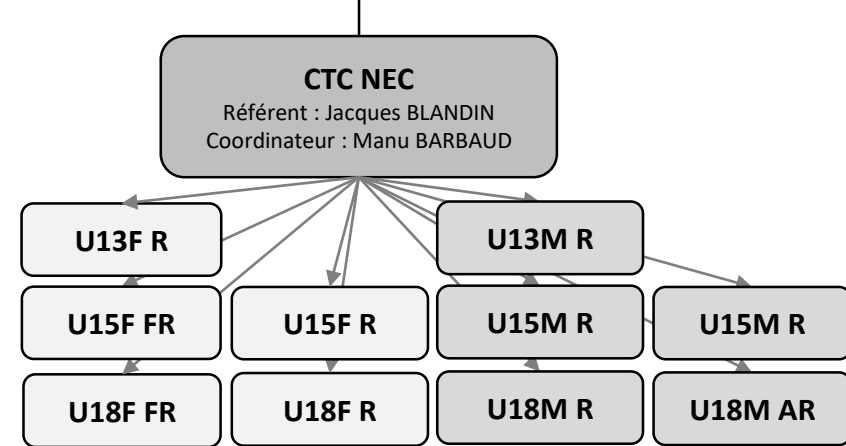 CTC NEC
Référent : Jacques BLANDIN
Coordinateur : Manu BARBAUD
U13F R
U13M R
U15F FR
U15F R
U15M R
U15M R
U18F FR
U18F R
U18M R
U18M AR